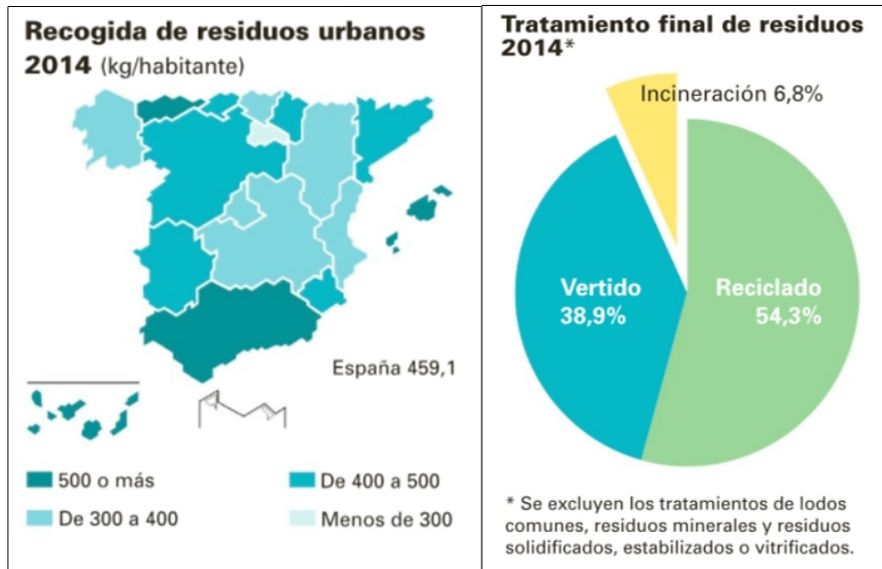 Recogida de residuos urbanos
2014 (kg/habitante)
España 459,1
500 o más
De 400 a 500
De 300 a 400
Menos de 300
Tratamiento final de residuos
2014*
Incineración 6,8%
Vertido
38,9%
Reciclado
54,3%
* Se excluyen los tratamientos de lodos
comunes, residuos minerales y residuos
solidificados, estabilizados o vitrificados.